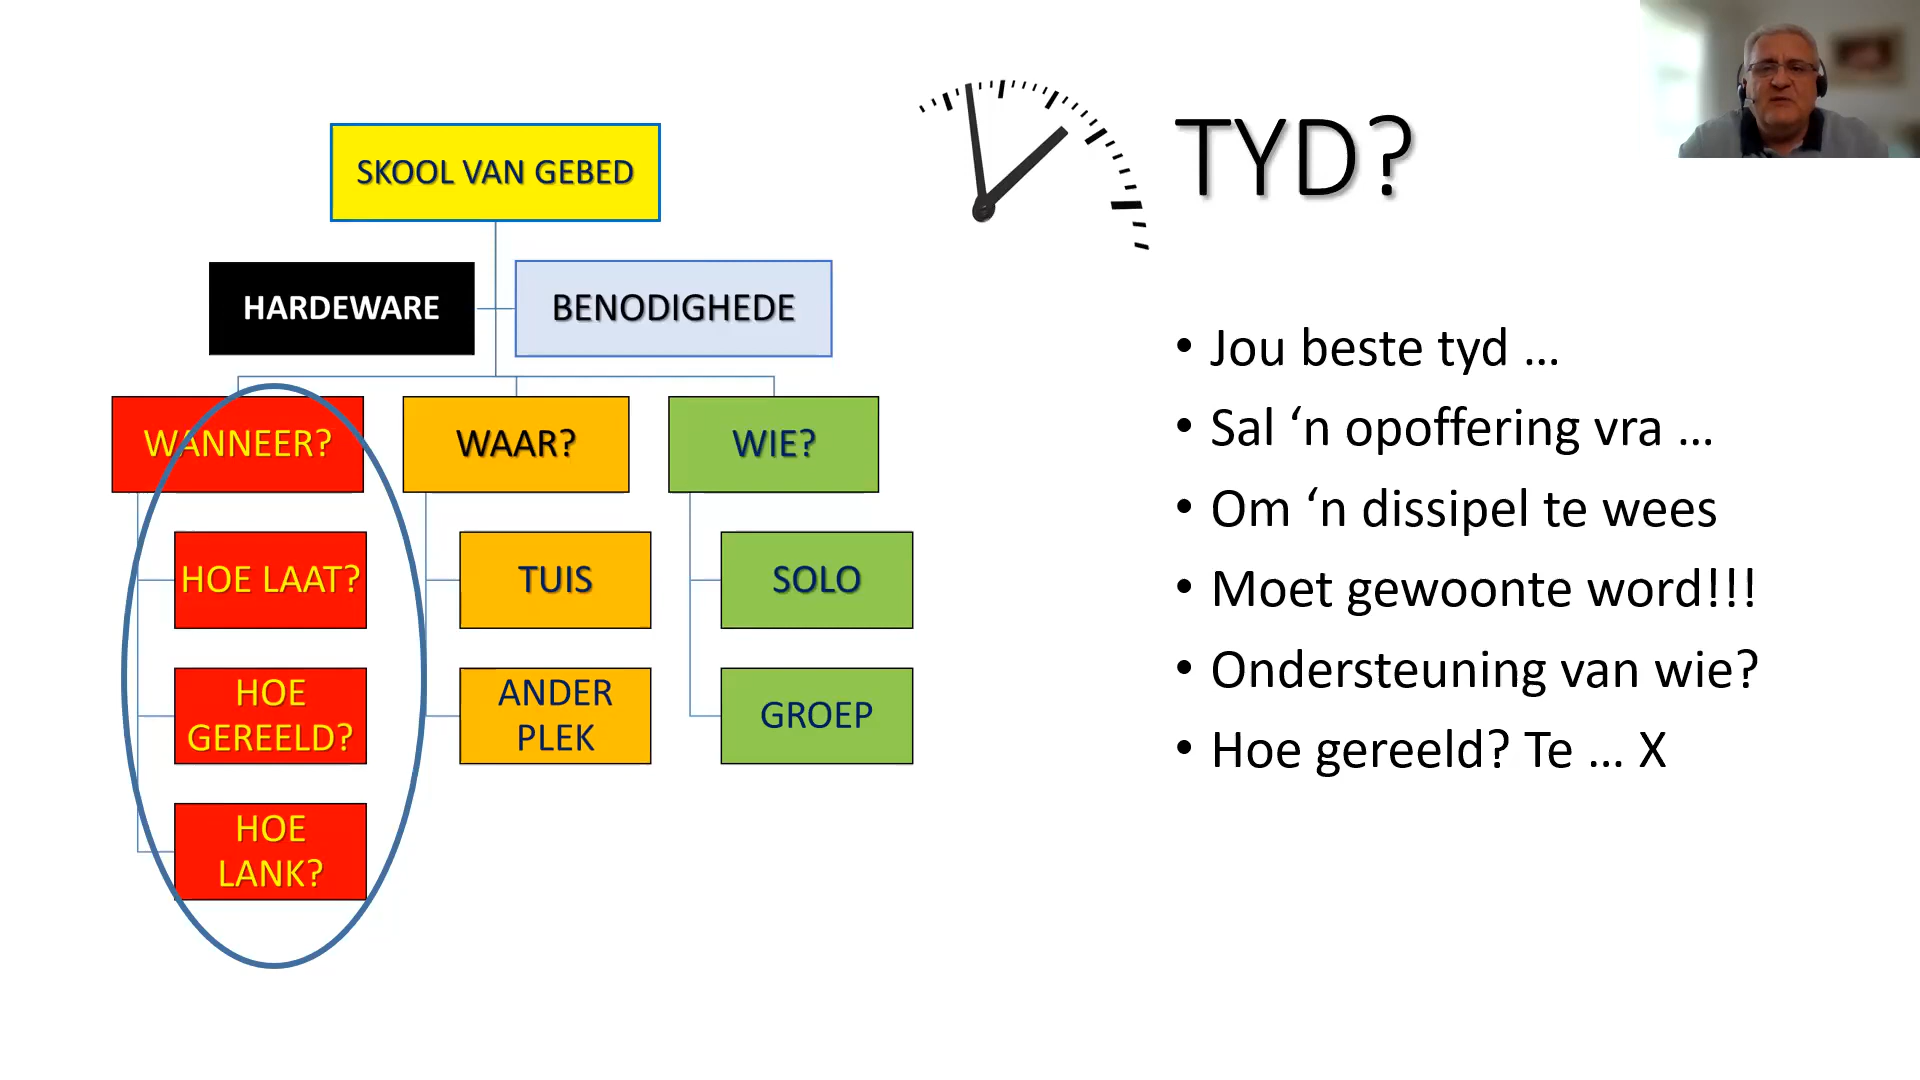 SKOOL VAN GEBED
HARDEWARE
BENODIGHEDE
WANNEER?
HOE LAAT?
HOE
GEREELD?
HOE
LANK?
WAAR?
TUIS
ANDER
PLEK
WIE?
SOLO
GROEP
TYD?
• Jou beste tyd ...
• Sal ‘n opoffering vra ...
• Om ‘n dissipel te wees
• Moet gewoonte word!!!
• Ondersteuning van wie?
• Hoe gereeld? Te ... X